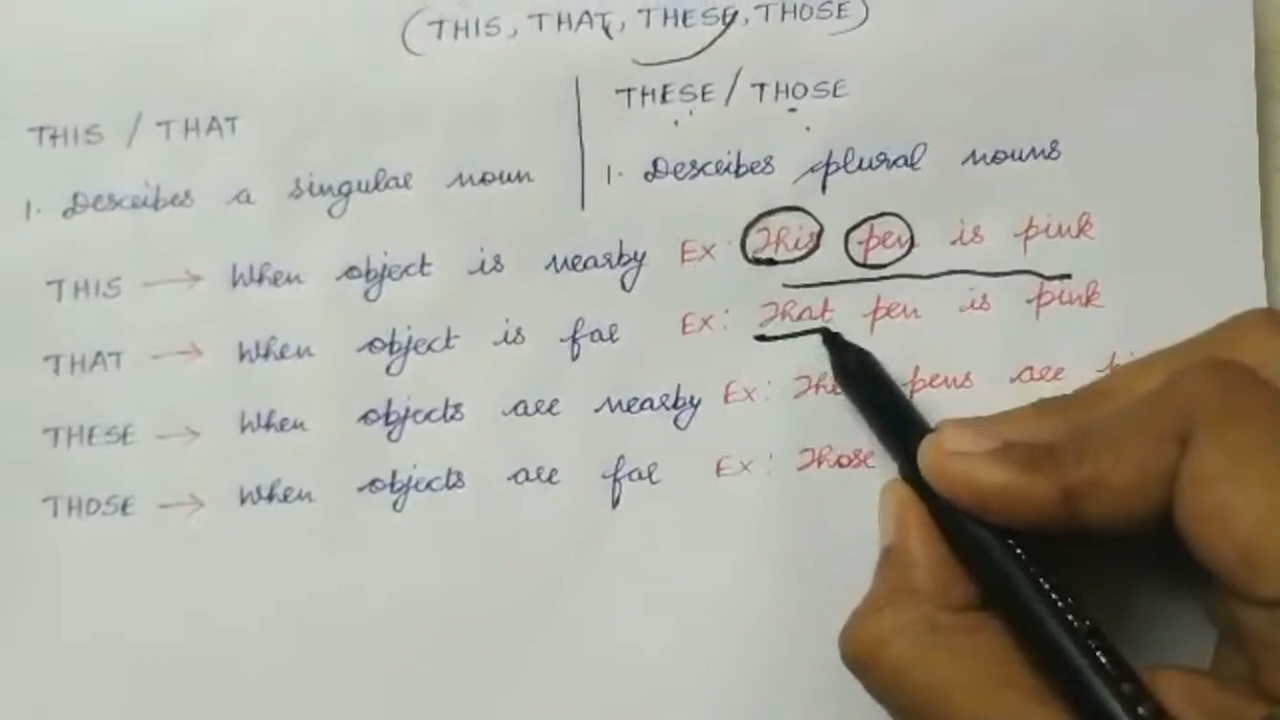 (THIS, THAT, THESE, THOSE)
THIS / THAT
1. Describes a singular noun
THESE / THOSE
1. Describes plural nouns
THIS → When object is nearby Ex: This pen is pink
THAT → When object is far Ex: That pen is pink
THESE → When objects are nearby Ex: pens are
THOSE → When objects are far Ex: Those